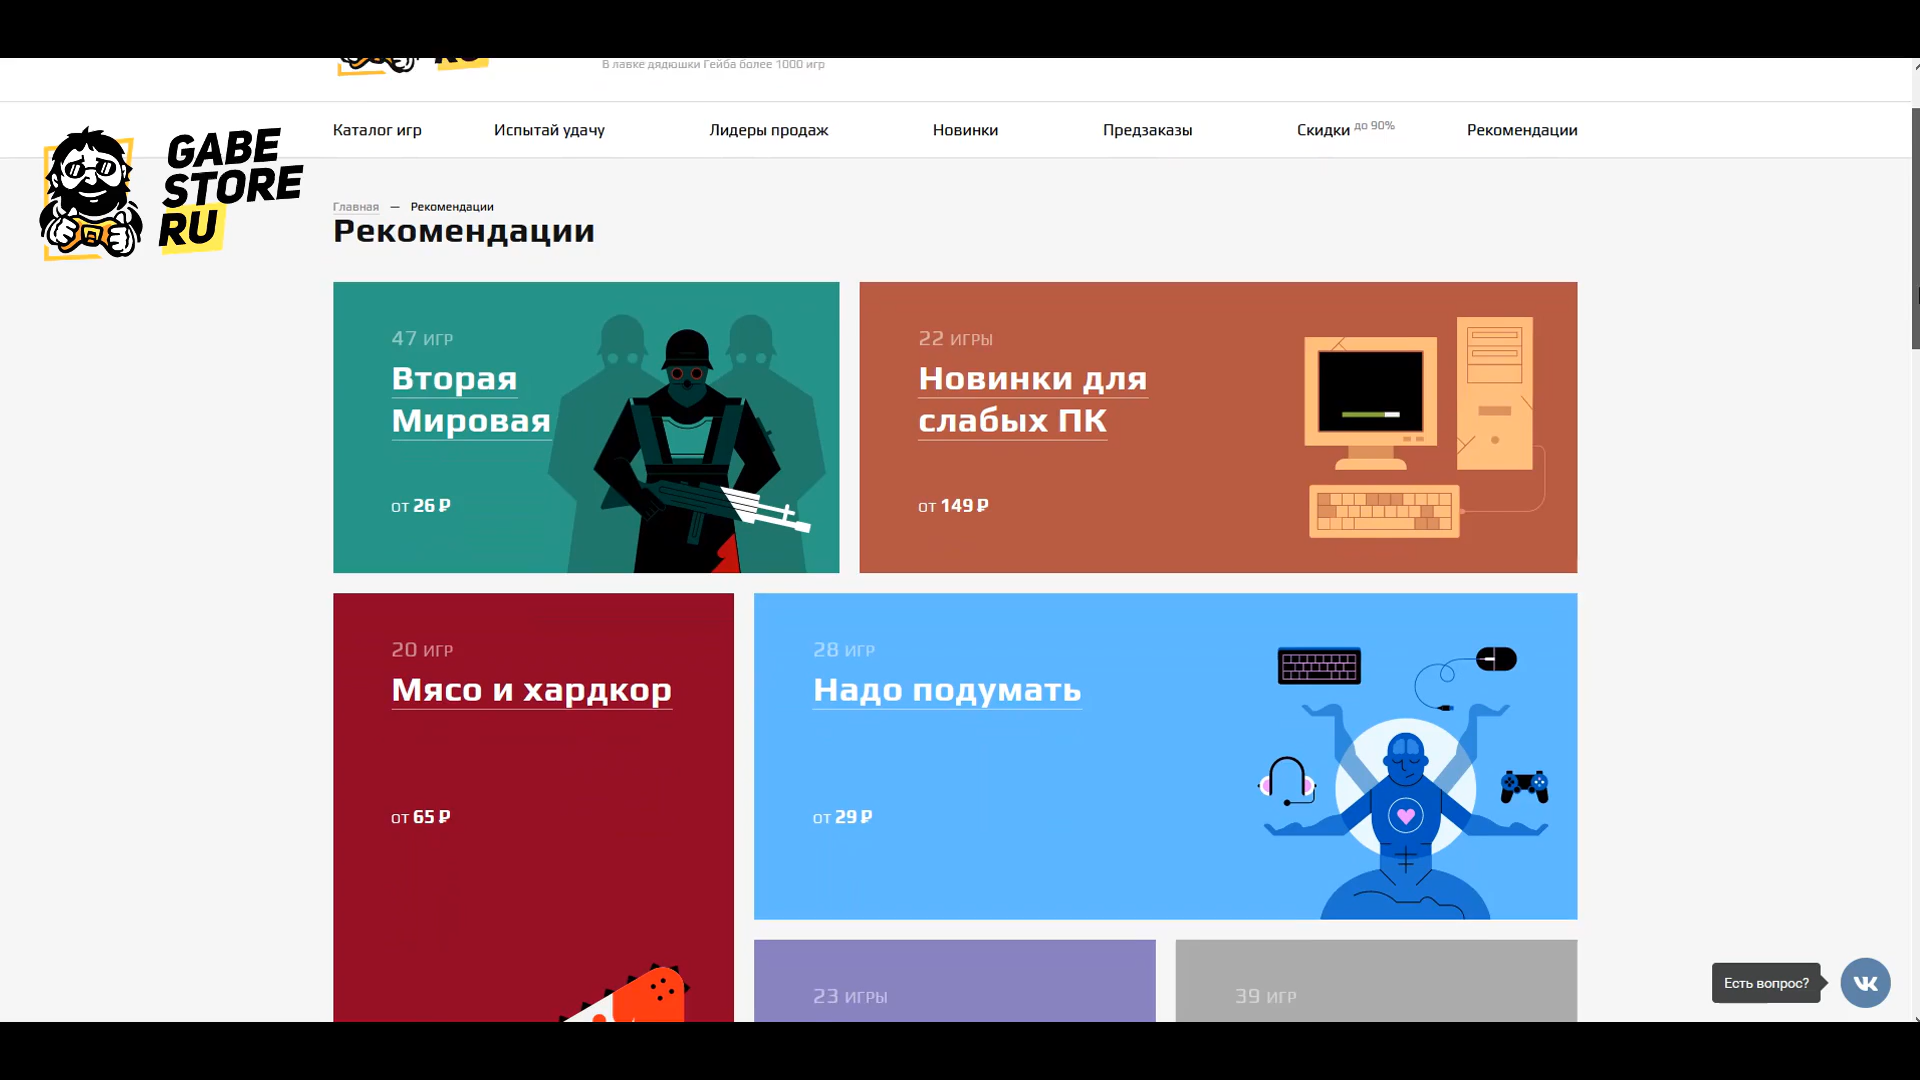 В лавке дядюшки Гейба более 1000 игр
Каталог игр
Испытай удачу
Лидеры продаж
Новинки
Предзаказы
Скидки до 90%
Рекомендации
GABE
STORE
RU
Главная — Рекомендации
Рекомендации
47 ИГР
Вторая
Мировая
от 26 ₽
22 ИГРЫ
Новинки для
слабых ПК
от 149 ₽
20 ИГР
Мясо и хардкор
от 65 ₽
28 ИГР
Надо подумать
от 29 ₽
23 ИГРЫ
39 ИГР
Есть вопрос?